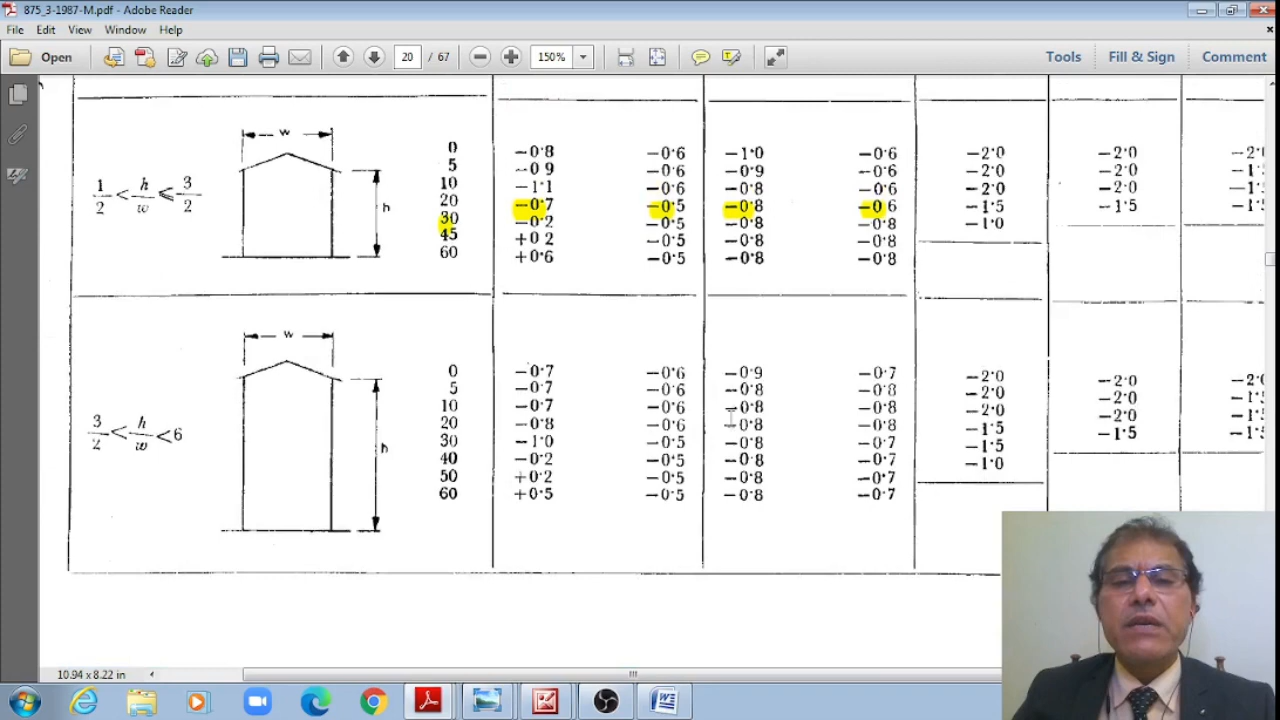 875_3-1987-M.pdf - Adobe Reader
File Edit View Window Help
Open 20 / 67 150% Tools Fill & Sign Comment
w
1/2 < h/w ≤ 3/2
h
0 −0·8 −0·6 −1·0 −0·6 −2·0 −2·0 −2·
5 −0·9 −0·6 −0·9 −0·6 −2·0 −2·0 −1·
10 −1·1 −0·6 −0·8 −0·6 −2·0 −2·0 −1·
20 −0·7 −0·5 −0·8 −0·6 −1·5 −1·5 −1·
30 −0·2 −0·5 −0·8 −0·8 −1·0
45 +0·2 −0·5 −0·8 −0·8
60 +0·6 −0·5 −0·8 −0·8
w
3/2 < h/w < 6
h
0 −0·7 −0·6 −0·9 −0·7 −2·0 −2·0 −2·
5 −0·7 −0·6 −0·8 −0·8 −2·0 −2·0 −1·
10 −0·7 −0·6 −0·8 −0·8 −2·0 −2·0 −1·
20 −0·8 −0·6 −0·8 −0·8 −1·5 −1·5 −1·
30 −1·0 −0·5 −0·8 −0·7 −1·5
40 −0·2 −0·5 −0·8 −0·7 −1·0
50 +0·2 −0·5 −0·8 −0·7
60 +0·5 −0·5 −0·8 −0·7
10.94 x 8.22 in